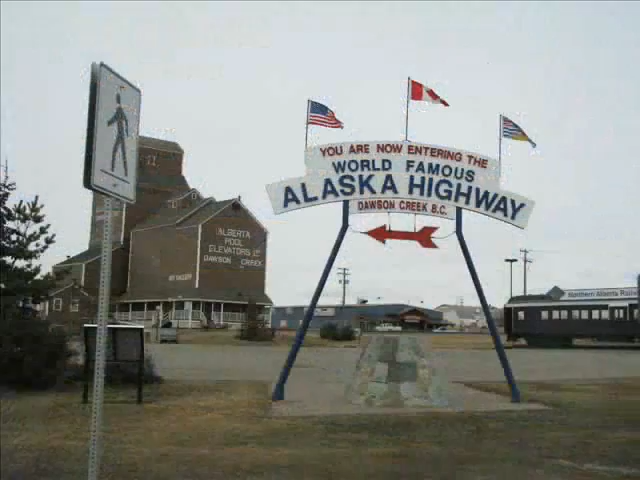 YOU ARE NOW ENTERING THE
WORLD FAMOUS
ALASKA HIGHWAY
DAWSON CREEK B.C.
ALBERTA
POOL
ELEVATORS LTD
DAWSON CREEK
Northern Alberta Railw